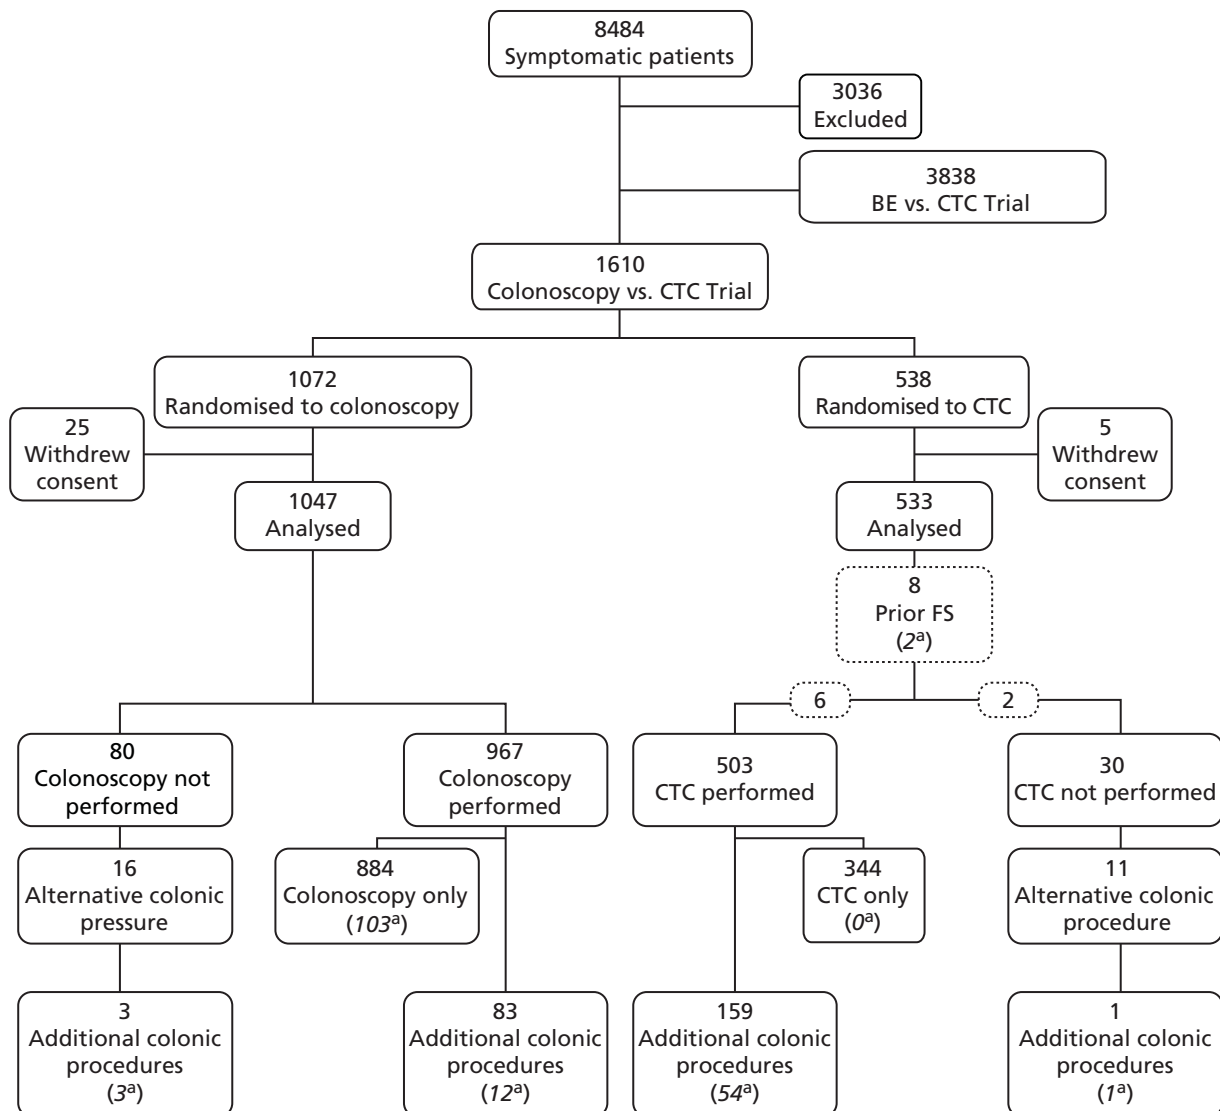 8484
Symptomatic patients
3036
Excluded
3838
BE vs. CTC Trial
1610
Colonoscopy vs. CTC Trial
1072
Randomised to colonoscopy
538
Randomised to CTC
25
Withdrew
consent
5
Withdrew
consent
1047
Analysed
533
Analysed
8
Prior FS
(2ᵃ)
6
2
80
Colonoscopy not
performed
967
Colonoscopy
performed
503
CTC performed
30
CTC not performed
16
Alternative colonic
pressure
884
Colonoscopy only
(103ᵃ)
344
CTC only
(0ᵃ)
11
Alternative colonic
procedure
3
Additional colonic
procedures
(3ᵃ)
83
Additional colonic
procedures
(12ᵃ)
159
Additional colonic
procedures
(54ᵃ)
1
Additional colonic
procedures
(1ᵃ)